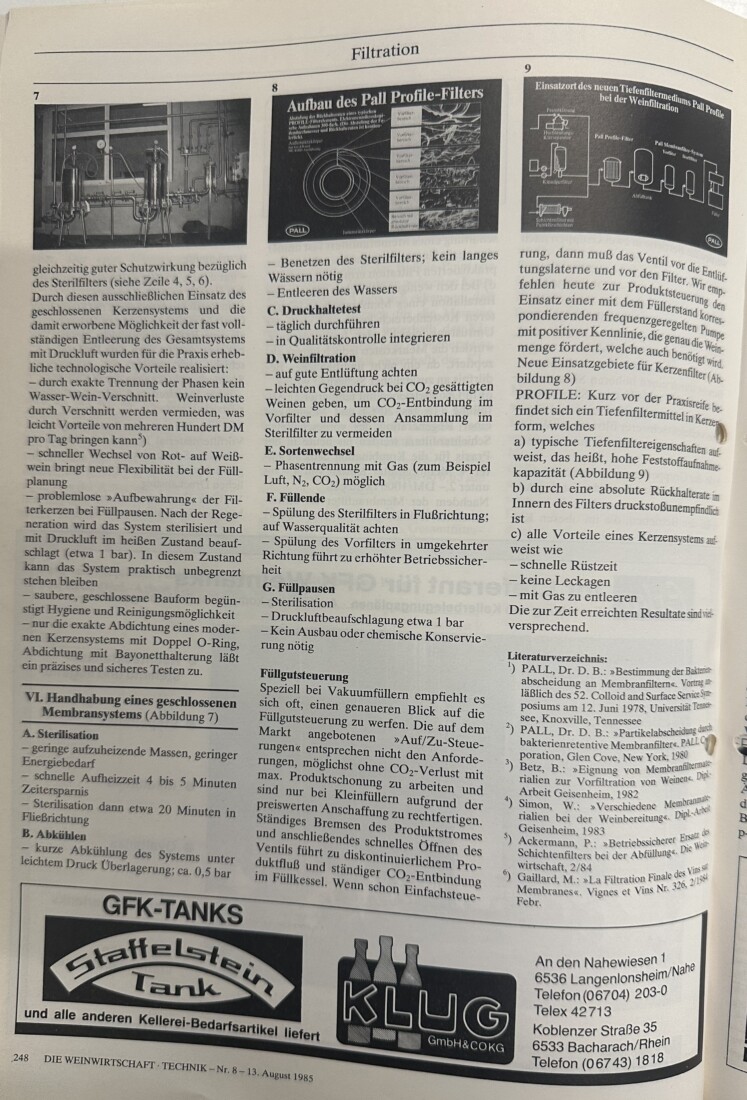 Filtration
7
8
Aufbau des Pall Profile-Filters
PALL
9
Einsatzort des neuen Tiefenfiltermediums Pall Profile
bei der Weinfiltration
Pall Profile-Filter
Pall Membranfilter-System
PALL
gleichzeitig guter Schutzwirkung bezüglich
des Sterilfilters (siehe Zeile 4, 5, 6).
Durch diesen ausschließlichen Einsatz des
geschlossenen Kerzensystems und die
damit erworbene Möglichkeit der fast voll-
ständigen Entleerung des Gesamtsystems
mit Druckluft wurden für die Praxis erheb-
liche technologische Vorteile realisiert:
– durch exakte Trennung der Phasen kein
Wasser-Wein-Verschnitt. Weinverluste
durch Verschnitt werden vermieden, was
leicht Vorteile von mehreren Hundert DM
pro Tag bringen kann⁵)
– schneller Wechsel von Rot- auf Weiß-
wein bringt neue Flexibilität bei der Füll-
planung
– problemlose »Aufbewahrung« der Fil-
terkerzen bei Füllpausen. Nach der Rege-
neration wird das System sterilisiert und
mit Druckluft im heißen Zustand beauf-
schlagt (etwa 1 bar). In diesem Zustand
kann das System praktisch unbegrenzt
stehen bleiben
– saubere, geschlossene Bauform begün-
stigt Hygiene und Reinigungsmöglichkeit
– nur die exakte Abdichtung eines moder-
nen Kerzensystems mit Doppel O-Ring,
Abdichtung mit Bayonetthalterung läßt
ein präzises und sicheres Testen zu.
VI. Handhabung eines geschlossenen
Membransystems (Abbildung 7)
A. Sterilisation
– geringe aufzuheizende Massen, geringer
Energiebedarf
– schnelle Aufheizzeit 4 bis 5 Minuten
Zeitersparnis
– Sterilisation dann etwa 20 Minuten in
Fließrichtung
B. Abkühlen
– kurze Abkühlung des Systems unter
leichtem Druck Überlagerung; ca. 0,5 bar
– Benetzen des Sterilfilters; kein langes
Wässern nötig
– Entleeren des Wassers
C. Druckhaltetest
– täglich durchführen
– in Qualitätskontrolle integrieren
D. Weinfiltration
– auf gute Entlüftung achten
– leichten Gegendruck bei CO₂ gesättigten
Weinen geben, um CO₂-Entbindung im
Vorfilter und dessen Ansammlung im
Sterilfilter zu vermeiden
E. Sortenwechsel
– Phasentrennung mit Gas (zum Beispiel
Luft, N₂, CO₂) möglich
F. Füllende
– Spülung des Sterilfilters in Flußrichtung;
auf Wasserqualität achten
– Spülung des Vorfilters in umgekehrter
Richtung führt zu erhöhter Betriebssicher-
heit
G. Füllpausen
– Sterilisation
– Druckluftbeaufschlagung etwa 1 bar
– Kein Ausbau oder chemische Konservie-
rung nötig
Füllgutsteuerung
Speziell bei Vakuumfüllern empfiehlt es
sich oft, einen genaueren Blick auf die
Füllgutsteuerung zu werfen. Die auf dem
Markt angebotenen »Auf/Zu-Steue-
rungen« entsprechen nicht den Anforde-
rungen, möglichst ohne CO₂-Verlust mit
max. Produktschonung zu arbeiten und
sind nur bei Kleinfüllern aufgrund der
preiswerten Anschaffung zu rechtfertigen.
Ständiges Bremsen des Produktstromes
und anschließendes schnelles Öffnen des
Ventils führt zu diskontinuierlichem Pro-
duktfluß und ständiger CO₂-Entbindung
im Füllkessel. Wenn schon Einfachsteue-
rung, dann muß das Ventil vor die Entlüf-
tungslaterne und vor den Filter. Wir emp-
fehlen heute zur Produktsteuerung den
Einsatz einer mit dem Füllerstand korres-
pondierenden frequenzgeregelten Pumpe
mit positiver Kennlinie, die genau die Wein-
menge fördert, welche auch benötigt wird.
Neue Einsatzgebiete für Kerzenfilter (Ab-
bildung 8)
PROFILE: Kurz vor der Praxisreife be-
findet sich ein Tiefenfiltermittel in Kerzen-
form, welches
a) typische Tiefenfiltereigenschaften auf-
weist, das heißt, hohe Feststoffaufnahme-
kapazität (Abbildung 9)
b) durch eine absolute Rückhalterate im
Innern des Filters druckstoßunempfindlich
ist
c) alle Vorteile eines Kerzensystems auf-
weist wie
– schnelle Rüstzeit
– keine Leckagen
– mit Gas zu entleeren
Die zur Zeit erreichten Resultate sind viel-
versprechend.
Literaturverzeichnis:
¹) PALL, Dr. D. B.: »Bestimmung der Bakterien-
abscheidung an Membranfiltern«. Vortrag an-
läßlich des 52. Colloid and Surface Service Sym-
posiums am 12. Juni 1978, Universität Tennes-
see, Knoxville, Tennessee
²) PALL, Dr. D. B.: »Partikelabscheidung durch
bakterienretentive Membranfilter«. PALL Co
poration, Glen Cove, New York, 1980
³) Betz, B.: »Eignung von Membranfiltermate-
rialien zur Vorfiltration von Weinen«. Dipl.-
Arbeit Geisenheim, 1982
⁴) Simon, W.: »Verschiedene Membranmate-
rialien bei der Weinbereitung«. Dipl.-Arbeit
Geisenheim, 1983
⁵) Ackermann, P.: »Betriebssicherer Ersatz des
Schichtenfilters bei der Abfüllung«. Die Wein-
wirtschaft, 2/84
⁶) Gaillard, M.: »La Filtration Finale des Vins sur
Membranes«. Vignes et Vins Nr. 326, 2/1984
Febr.
GFK-TANKS
Staffelstein
Tank
und alle anderen Kellerei-Bedarfsartikel liefert
KLUG
GmbH&COKG
An den Nahewiesen 1
6536 Langenlonsheim/Nahe
Telefon (06704) 203-0
Telex 42713
Koblenzer Straße 35
6533 Bacharach/Rhein
Telefon (06743) 1818
248 DIE WEINWIRTSCHAFT · TECHNIK – Nr. 8 – 13. August 1985